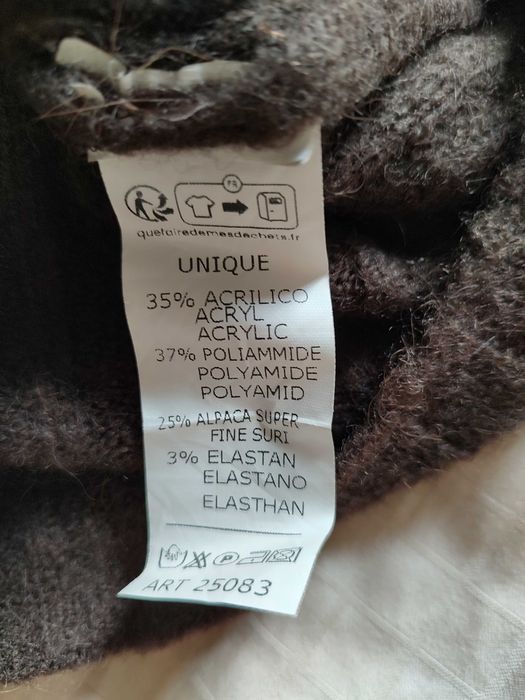 FR
quefairedemesdechets.fr
UNIQUE
35% ACRILICO
ACRYL
ACRYLIC
37% POLIAMMIDE
POLYAMIDE
POLYAMID
25% ALPACA SUPER
FINE SURI
3% ELASTAN
ELASTANO
ELASTHAN
P
ART 25083